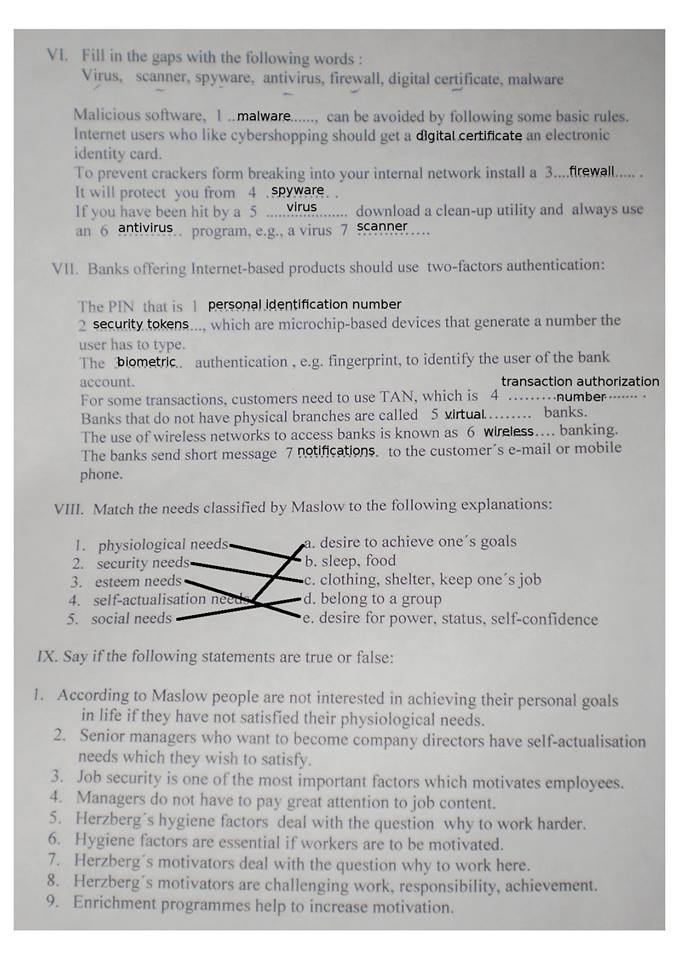 VI. Fill in the gaps with the following words :
Virus, scanner, spyware, antivirus, firewall, digital certificate, malware
Malicious software, 1 ..malware......, can be avoided by following some basic rules.
Internet users who like cybershopping should get a digital certificate an electronic
identity card.
To prevent crackers form breaking into your internal network install a 3....firewall..... .
It will protect you from 4 .spyware. . .
If you have been hit by a 5 ....virus.... download a clean-up utility and always use
an 6 antivirus.. program, e.g., a virus 7 scanner....
VII. Banks offering Internet-based products should use two-factors authentication:
The PIN that is 1 personal identification number
2 security tokens..., which are microchip-based devices that generate a number the
user has to type.
The 3biometric.. authentication , e.g. fingerprint, to identify the user of the bank
account.
transaction authorization
For some transactions, customers need to use TAN, which is 4 .........number....... .
Banks that do not have physical branches are called 5 virtual......... banks.
The use of wireless networks to access banks is known as 6 wireless.... banking.
The banks send short message 7 notifications. to the customer´s e-mail or mobile
phone.
VIII. Match the needs classified by Maslow to the following explanations:
1. physiological needs a. desire to achieve one´s goals
2. security needs b. sleep, food
3. esteem needs c. clothing, shelter, keep one´s job
4. self-actualisation needs d. belong to a group
5. social needs e. desire for power, status, self-confidence
IX. Say if the following statements are true or false:
1. According to Maslow people are not interested in achieving their personal goals
in life if they have not satisfied their physiological needs.
2. Senior managers who want to become company directors have self-actualisation
needs which they wish to satisfy.
3. Job security is one of the most important factors which motivates employees.
4. Managers do not have to pay great attention to job content.
5. Herzberg´s hygiene factors deal with the question why to work harder.
6. Hygiene factors are essential if workers are to be motivated.
7. Herzberg´s motivators deal with the question why to work here.
8. Herzberg´s motivators are challenging work, responsibility, achievement.
9. Enrichment programmes help to increase motivation.